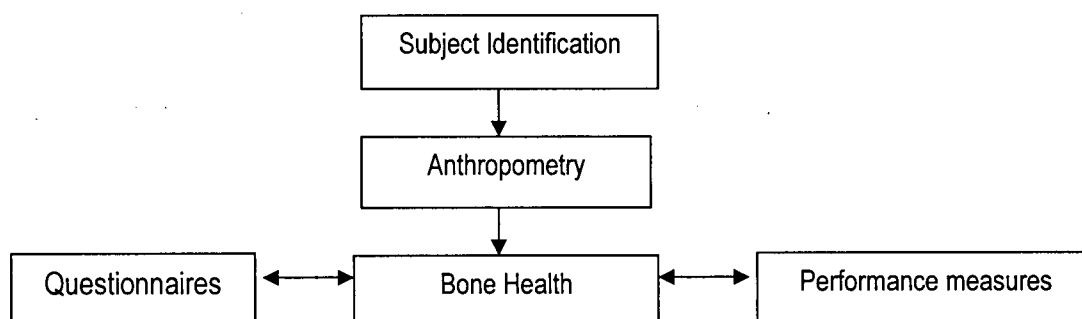 Subject Identification
Anthropometry
Questionnaires
Bone Health
Performance measures